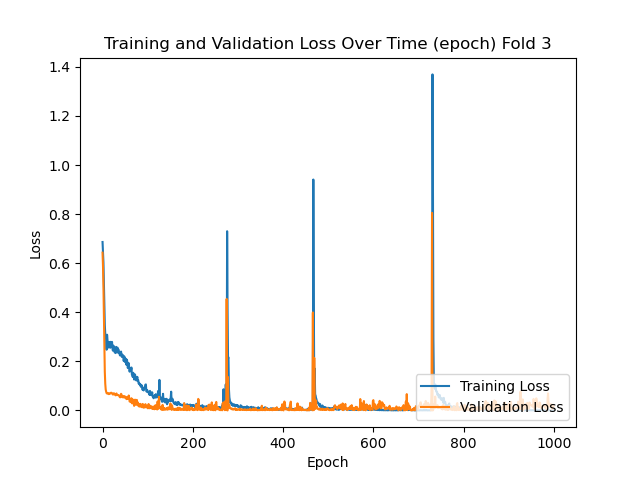 Training and Validation Loss Over Time (epoch) Fold 3
1.4
1.2
1.0
0.8
0.6
0.4
0.2
0.0
Loss
Training Loss
Validation Loss
0 200 400 600 800 1000
Epoch